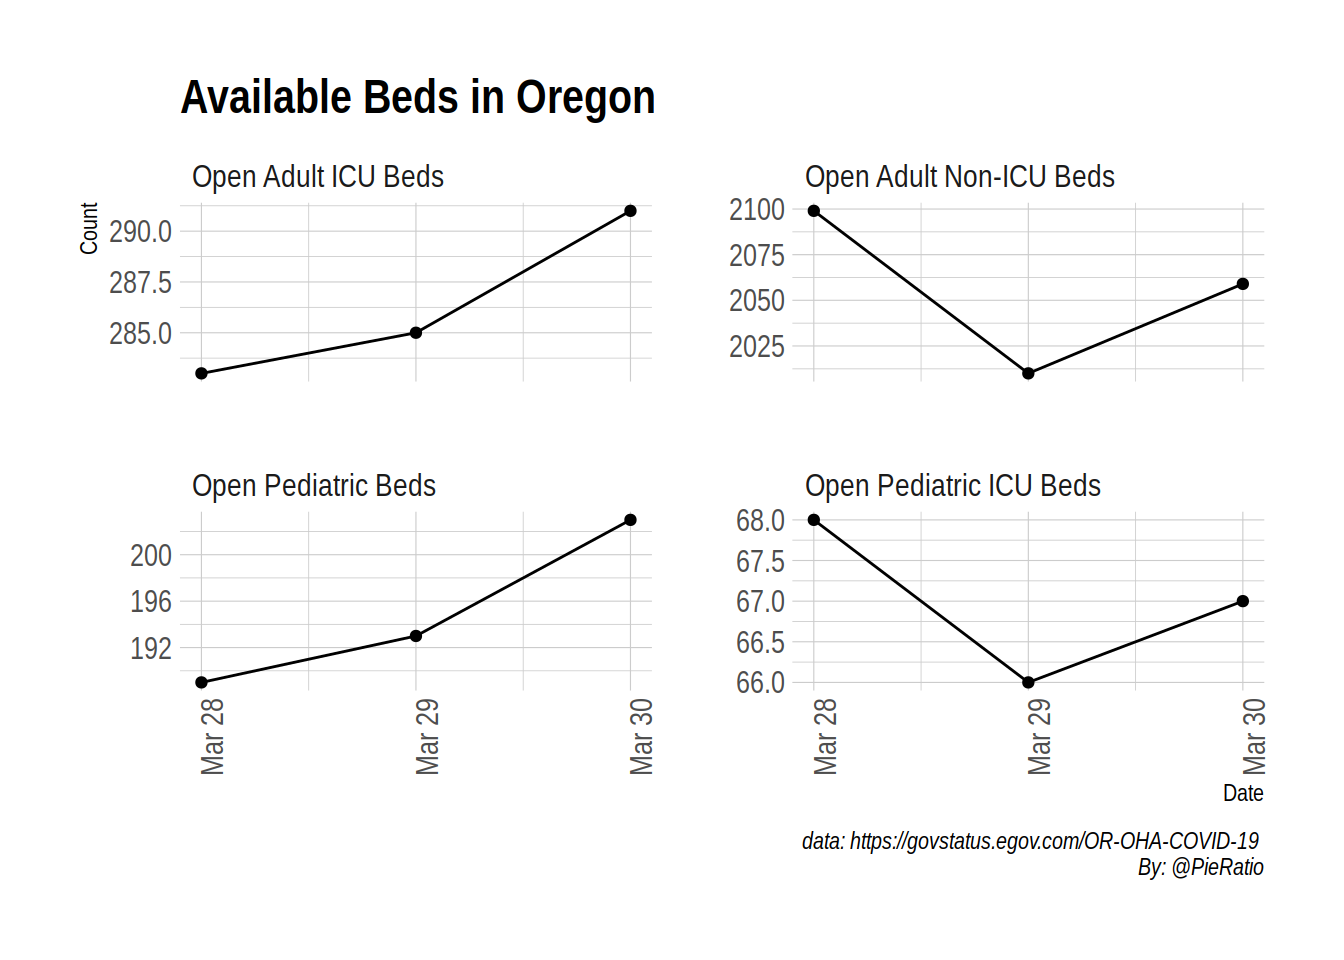 Available Beds in Oregon
Open Adult ICU Beds
Count
290.0
287.5
285.0
Open Adult Non-ICU Beds
2100
2075
2050
2025
Open Pediatric Beds
200
196
192
Mar 28
Mar 29
Mar 30
Open Pediatric ICU Beds
68.0
67.5
67.0
66.5
66.0
Mar 28
Mar 29
Mar 30
Date
data: https://govstatus.egov.com/OR-OHA-COVID-19
By: @PieRatio